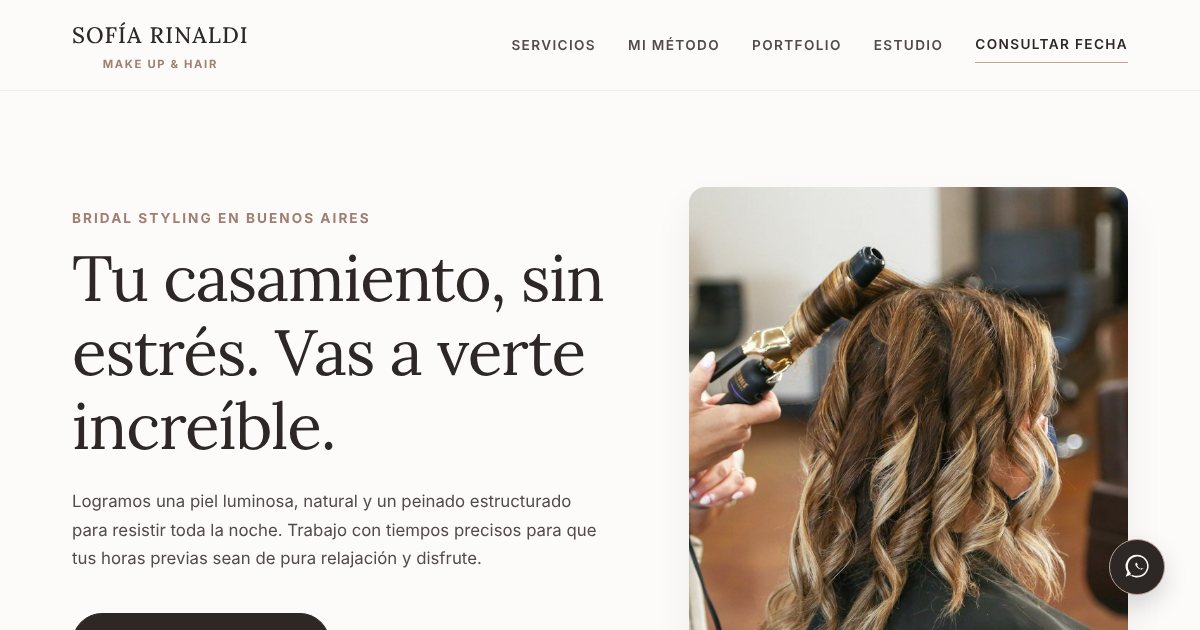 SOFÍA RINALDI
MAKE UP & HAIR
SERVICIOS
MI MÉTODO
PORTFOLIO
ESTUDIO
CONSULTAR FECHA
BRIDAL STYLING EN BUENOS AIRES
Tu casamiento, sin
estrés. Vas a verte
increíble.
Logramos una piel luminosa, natural y un peinado estructurado
para resistir toda la noche. Trabajo con tiempos precisos para que
tus horas previas sean de pura relajación y disfrute.